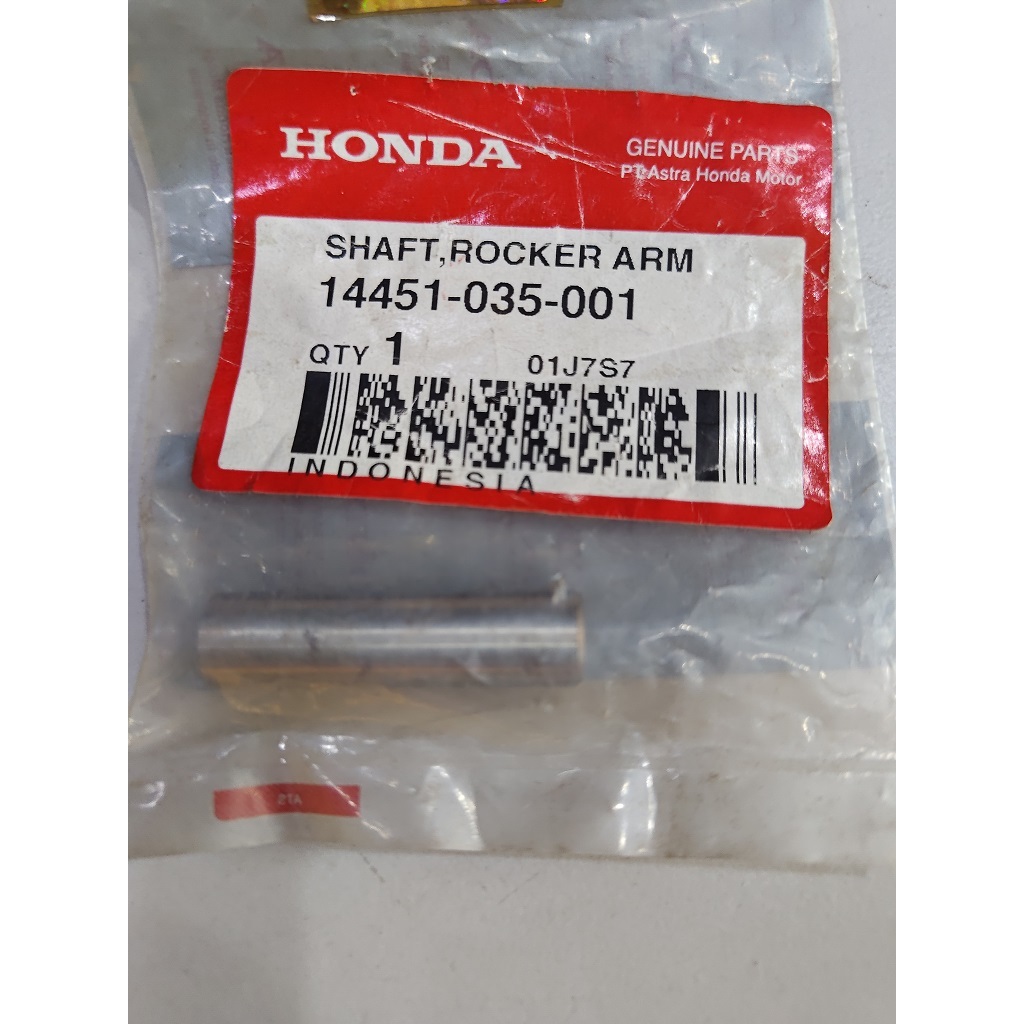 HONDA
GENUINE PARTS
PT Astra Honda Motor
SHAFT,ROCKER ARM
14451-035-001
QTY 1 01J7S7
INDONESIA